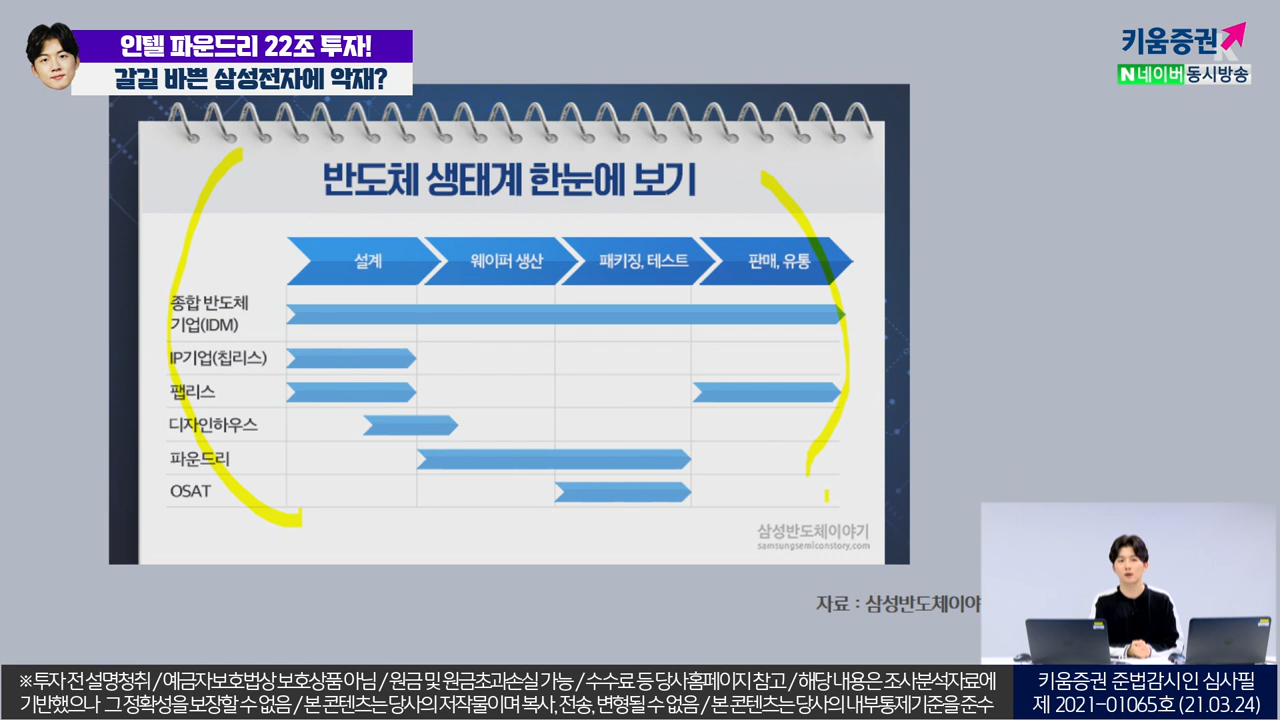 인텔 파운드리 22조 투자!
갈길 바쁜 삼성전자에 악재?
키움증권
N 네이버 동시방송
반도체 생태계 한눈에 보기
설계 웨이퍼 생산 패키징, 테스트 판매, 유통
종합 반도체
기업(IDM)
IP기업(칩리스)
팹리스
디자인하우스
파운드리
OSAT
삼성반도체이야기
samsungsemiconstory.com
자료 : 삼성반도체이야
※ 투자 전 설명청취 / 예금자보호법상 보호상품 아님 / 원금 및 원금초과손실 가능 / 수수료 등 당사홈페이지 참고 / 해당 내용은 조사분석자료에
기반했으나 그 정확성을 보장할 수 없음 / 본 콘텐츠는 당사의 저작물이며 복사, 전송, 변형될 수 없음 / 본 콘텐츠는 당사의 내부통제기준을 준수
키움증권 준법감시인 심사필
제 2021-01065호 (21.03.24)